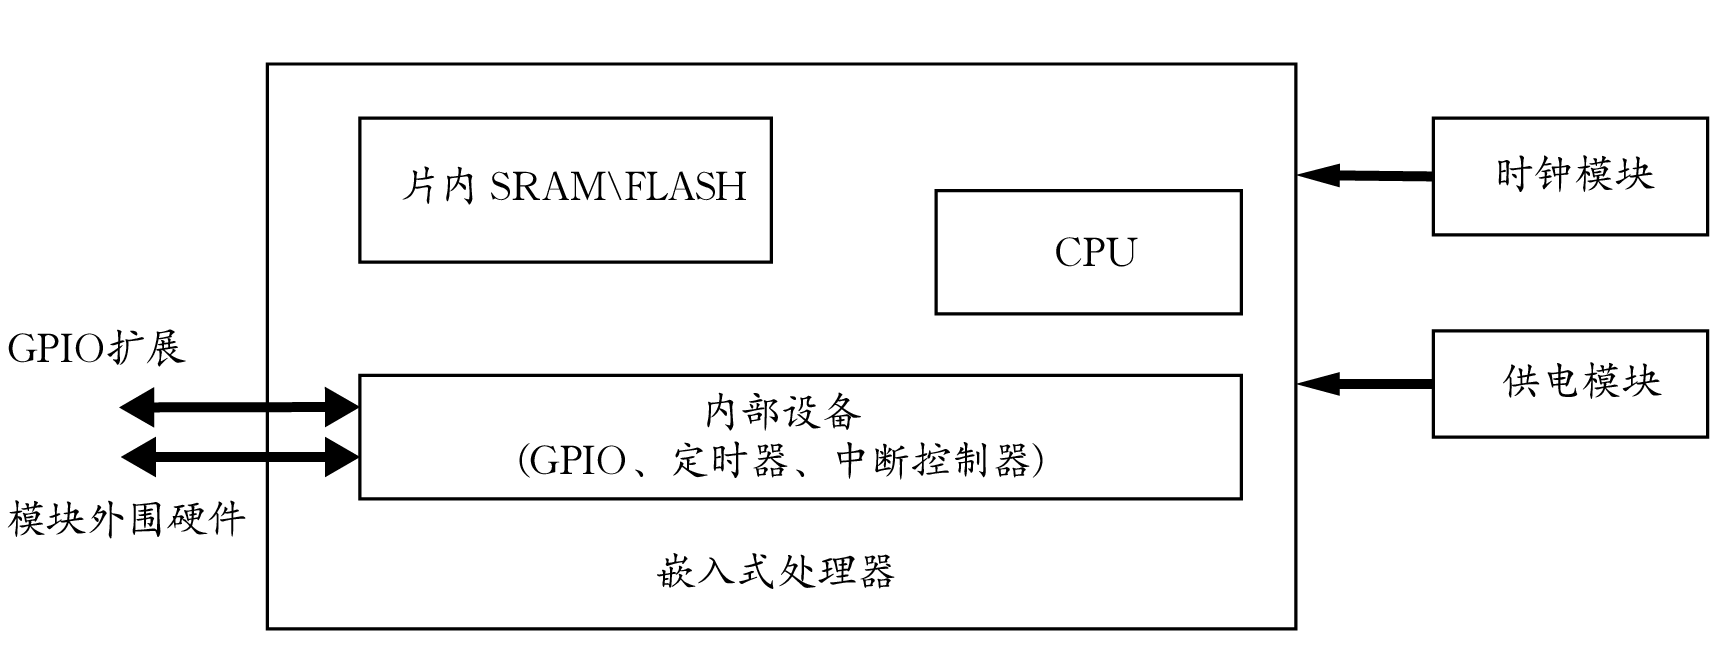 片内 SRAM\FLASH
时钟模块
CPU
GPIO扩展
供电模块
内部设备
(GPIO、定时器、中断控制器)
模块外围硬件
嵌入式处理器